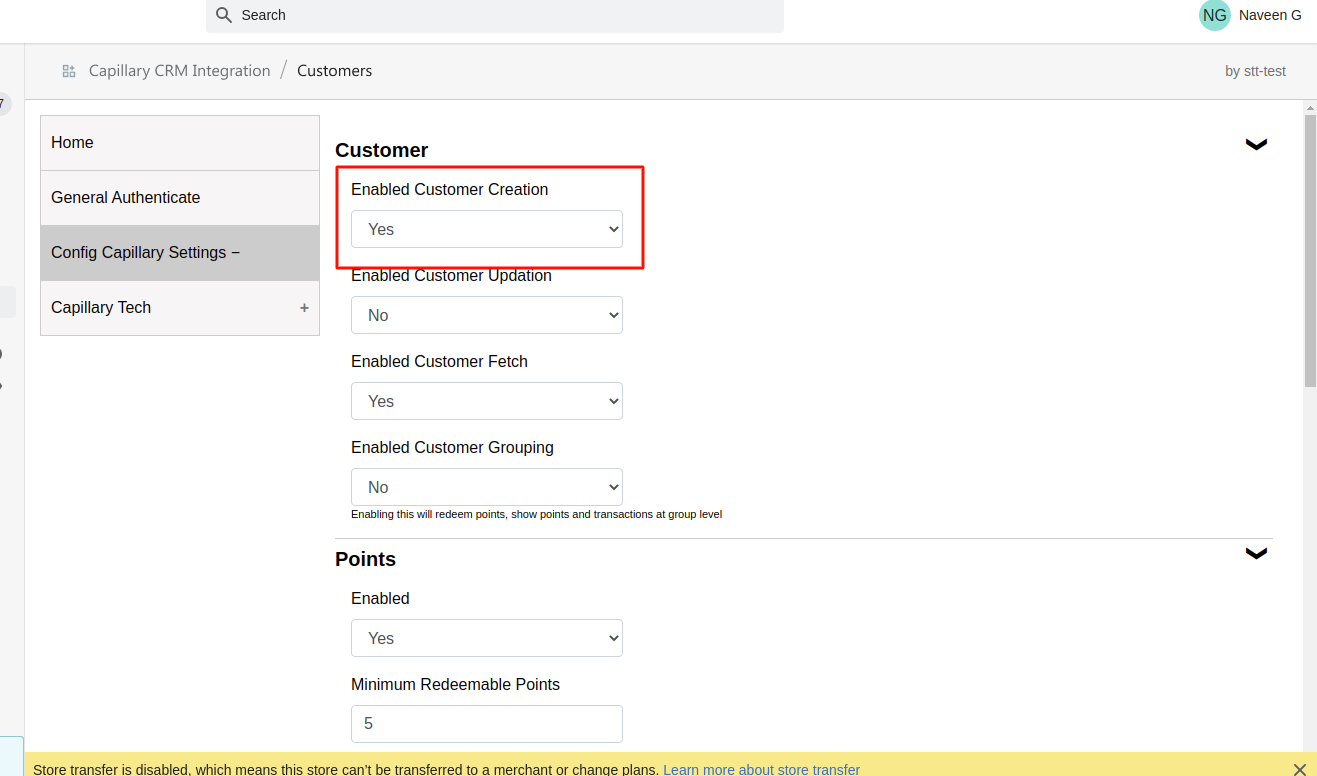 Search
NG Naveen G
Capillary CRM Integration / Customers
by stt-test
7
Home
General Authenticate
Config Capillary Settings −
Capillary Tech +
Customer
Enabled Customer Creation
Yes
Enabled Customer Updation
No
Enabled Customer Fetch
Yes
Enabled Customer Grouping
No
Enabling this will redeem points, show points and transactions at group level
Points
Enabled
Yes
Minimum Redeemable Points
5
Store transfer is disabled, which means this store can't be transferred to a merchant or change plans. Learn more about store transfer